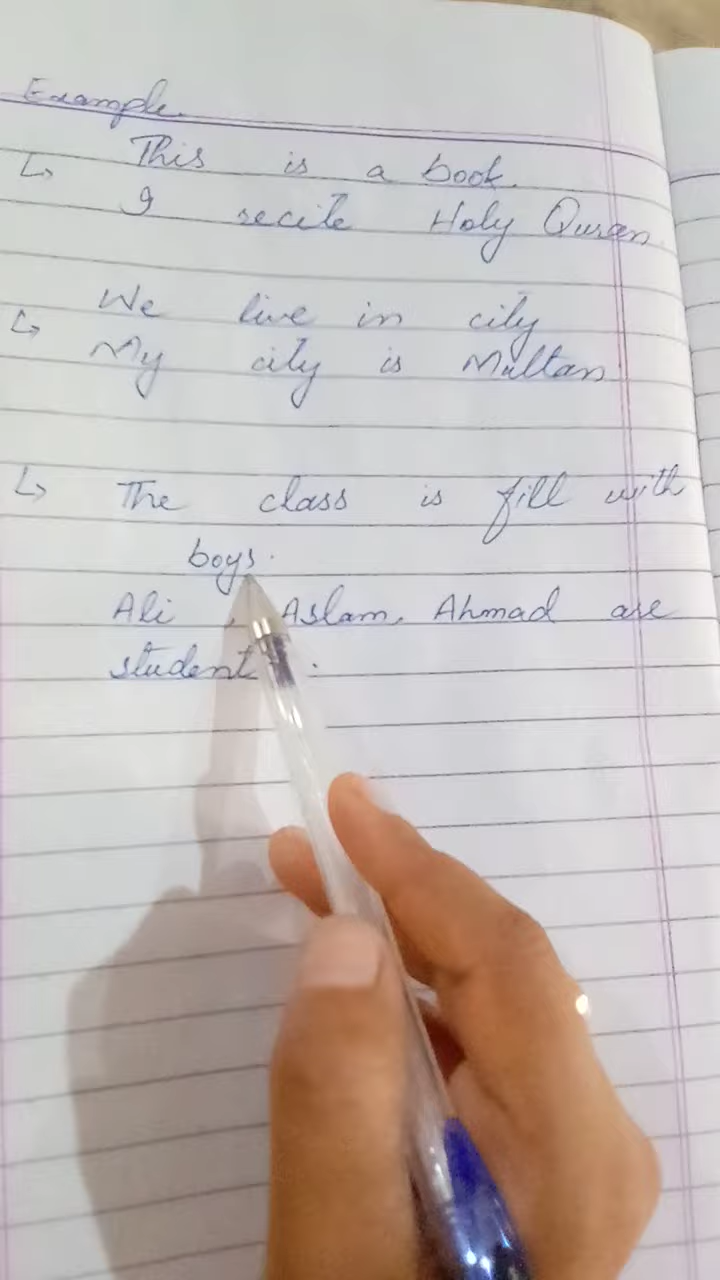 Example.
↳ This is a book.
I recite Holy Quran.
↳ We live in city
My city is Multan.
↳ The class is fill with
boys.
Ali , Aslam, Ahmad are
student .